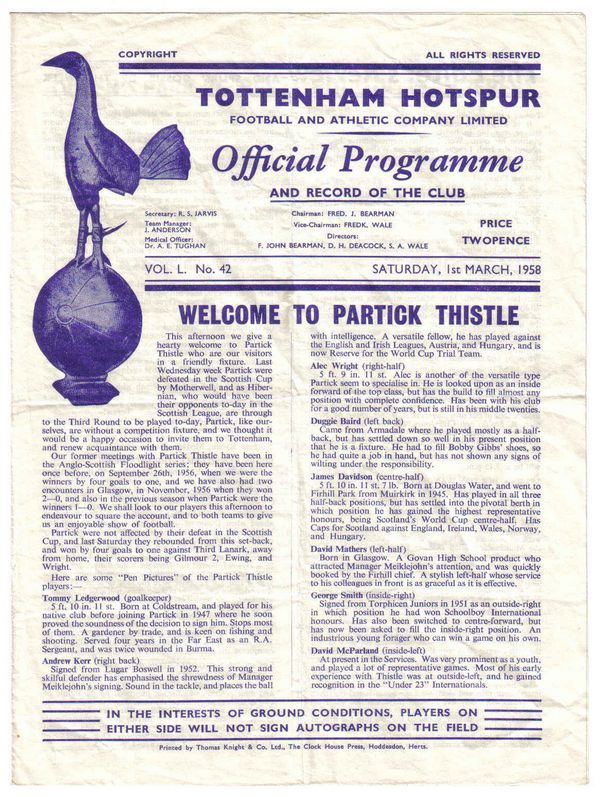 COPYRIGHT ALL RIGHTS RESERVED
TOTTENHAM HOTSPUR
FOOTBALL AND ATHLETIC COMPANY LIMITED
Official Programme
AND RECORD OF THE CLUB
Secretary: R. S. JARVIS
Team Manager:
J. ANDERSON
Medical Officer:
Dr. A. E. TUGHAN
Chairman: FRED. J. BEARMAN
Vice-Chairman: FREDK. WALE
Directors:
F. JOHN BEARMAN, D. H. DEACOCK, S. A. WALE
PRICE
TWOPENCE
VOL. L. No. 42 SATURDAY, 1st MARCH, 1958
WELCOME TO PARTICK THISTLE
This afternoon we give a
hearty welcome to Partick
Thistle who are our visitors
in a friendly fixture. Last
Wednesday week Partick were
defeated in the Scottish Cup
by Motherwell, and as Hiber-
nian, who would have been
their opponents to-day in the
Scottish League, are through
to the Third Round to be played to-day, Partick, like our-
selves, are without a competition fixture, and we thought it
would be a happy occasion to invite them to Tottenham,
and renew acquaintance with them.
Our former meetings with Partick Thistle have been in
the Anglo-Scottish Floodlight series; they have been here
once before, on September 26th, 1956, when we were the
winners by four goals to one, and we have also had two
encounters in Glasgow, in November, 1956 when they won
2—0, and also in the previous season when Partick were the
winners 1—0. We shall look to our players this afternoon to
endeavour to square the account, and to both teams to give
us an enjoyable show of football.
Partick were not affected by their defeat in the Scottish
Cup, and last Saturday they rebounded from this set-back,
and won by four goals to one against Third Lanark, away
from home, their scorers being Gilmour 2, Ewing, and
Wright.
Here are some "Pen Pictures" of the Partick Thistle
players:—
Tommy Ledgerwood (goalkeeper)
5 ft. 10 in. 11 st. Born at Coldstream, and played for his
native club before joining Partick in 1947 where he soon
proved the soundness of the decision to sign him. Stops most
of them. A gardener by trade, and is keen on fishing and
shooting. Served four years in the Far East as an R.A.
Sergeant, and was twice wounded in Burma.
Andrew Kerr (right back)
Signed from Lugar Boswell in 1952. This strong and
skilful defender has emphasised the shrewdness of Manager
Meiklejohn's signing. Sound in the tackle, and places the ball
with intelligence. A versatile fellow, he has played against
the English and Irish Leagues, Austria, and Hungary, and is
now Reserve for the World Cup Trial Team.
Alec Wright (right-half)
5 ft. 9 in. 11 st. Alec is another of the versatile type
Partick seem to specialise in. He is looked upon as an inside
forward of the top class, but has the build to fill almost any
position with complete confidence. Has been with his club
for a good number of years, but is still in his middle twenties.
Duggie Baird (left back)
Came from Armadale where he played mostly as a half-
back, but has settled down so well in his present position
that he is a fixture. He had to fill Bobby Gibbs' shoes, so
he had quite a job in hand, but has not shewn any signs of
wilting under the responsibility.
James Davidson (centre-half)
5 ft. 10 in. 11 st. 7 lb. Born at Douglas Water, and went to
Firhill Park from Muirkirk in 1945. Has played in all three
half-back positions, but has settled into the pivotal berth in
which position he has gained the highest representative
honours, being Scotland's World Cup centre-half. Has
Caps for Scotland against England, Ireland, Wales, Norway,
and Hungary.
David Mathers (left-half)
Born in Glasgow. A Govan High School product who
attracted Manager Meiklejohn's attention, and was quickly
booked by the Firhill chief. A stylish left-half whose service
to his colleagues in front is as graceful as it is effective.
George Smith (inside-right)
Signed from Torphicen Juniors in 1951 as an outside-right
in which position he had won Schoolboy International
honours. Has also been switched to centre-forward, but
has now been asked to fill the inside-right position. An
industrious young forager who can win a game on his own.
David McParland (inside-left)
At present in the Services. Was very prominent as a youth,
and played a lot of representative games. Most of his early
experience with Thistle was at outside-left, and he gained
recognition in the "Under 23" Internationals.
IN THE INTERESTS OF GROUND CONDITIONS, PLAYERS ON
EITHER SIDE WILL NOT SIGN AUTOGRAPHS ON THE FIELD
Printed by Thomas Knight & Co. Ltd., The Clock House Press, Hoddesdon, Herts.